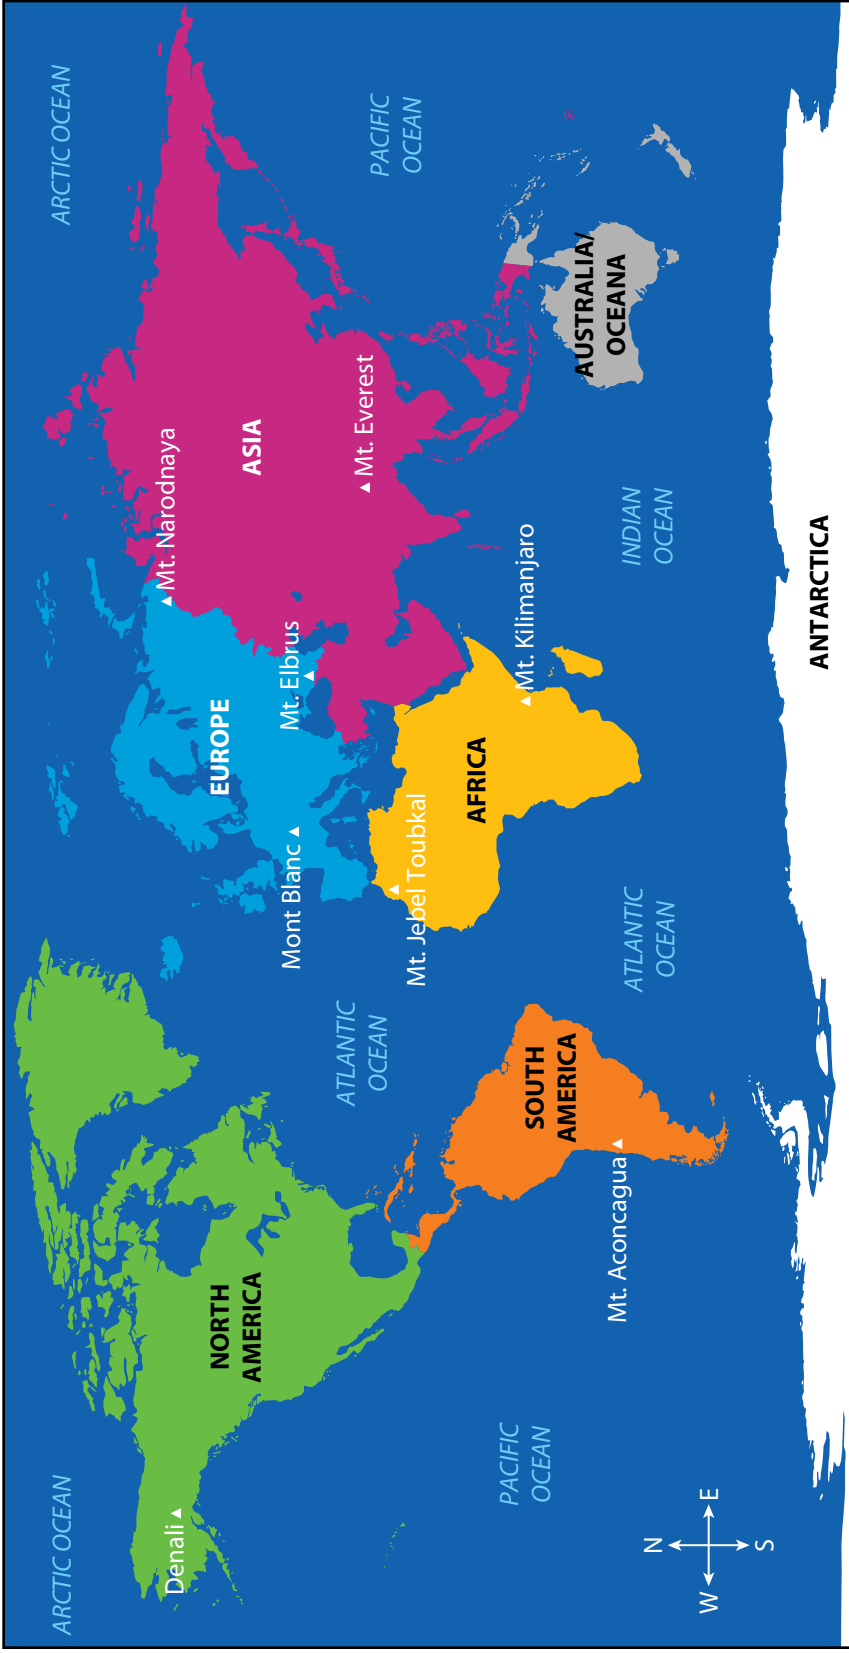 ARCTIC OCEAN
ARCTIC OCEAN
Denali
Mt. Narodnaya
NORTH
AMERICA
EUROPE
ASIA
Mont Blanc
Mt. Elbrus
Mt. Everest
ATLANTIC
OCEAN
PACIFIC
OCEAN
Mt. Jebel Toubkal
AFRICA
Mt. Kilimanjaro
PACIFIC
OCEAN
SOUTH
AMERICA
AUSTRALIA/
OCEANA
Mt. Aconcagua
ATLANTIC
OCEAN
INDIAN
OCEAN
N
W
E
S
ANTARCTICA